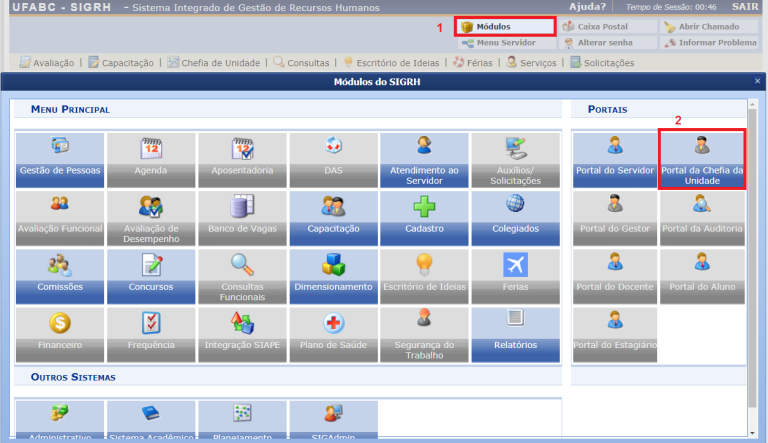 UFABC - SIGRH - Sistema Integrado de Gestão de Recursos Humanos
Ajuda? Tempo de Sessão: 00:46 SAIR
1
Módulos Caixa Postal Abrir Chamado
Menu Servidor Alterar senha Informar Problema
Avaliação | Capacitação | Chefia de Unidade | Consultas | Escritório de Ideias | Férias | Serviços | Solicitações
Módulos do SIGRH ×
Menu Principal
Gestão de Pessoas
Agenda
Aposentadoria
DAS
Atendimento ao
Servidor
Auxílios/
Solicitações
Avaliação Funcional
Avaliação de
Desempenho
Banco de Vagas
Capacitação
Cadastro
Colegiados
Comissões
Concursos
Consultas
Funcionais
Dimensionamento
Escritório de Ideias
Ferias
Financeiro
Frequência
Integração SIAPE
Plano de Saúde
Segurança do
Trabalho
Relatórios
Portais
2
Portal do Servidor
Portal da Chefia da
Unidade
Portal do Gestor
Portal da Auditoria
Portal do Docente
Portal do Aluno
Portal do Estagiário
Outros Sistemas
Administrativo
Sistema Acadêmico
Planejamento
SIGAdmin